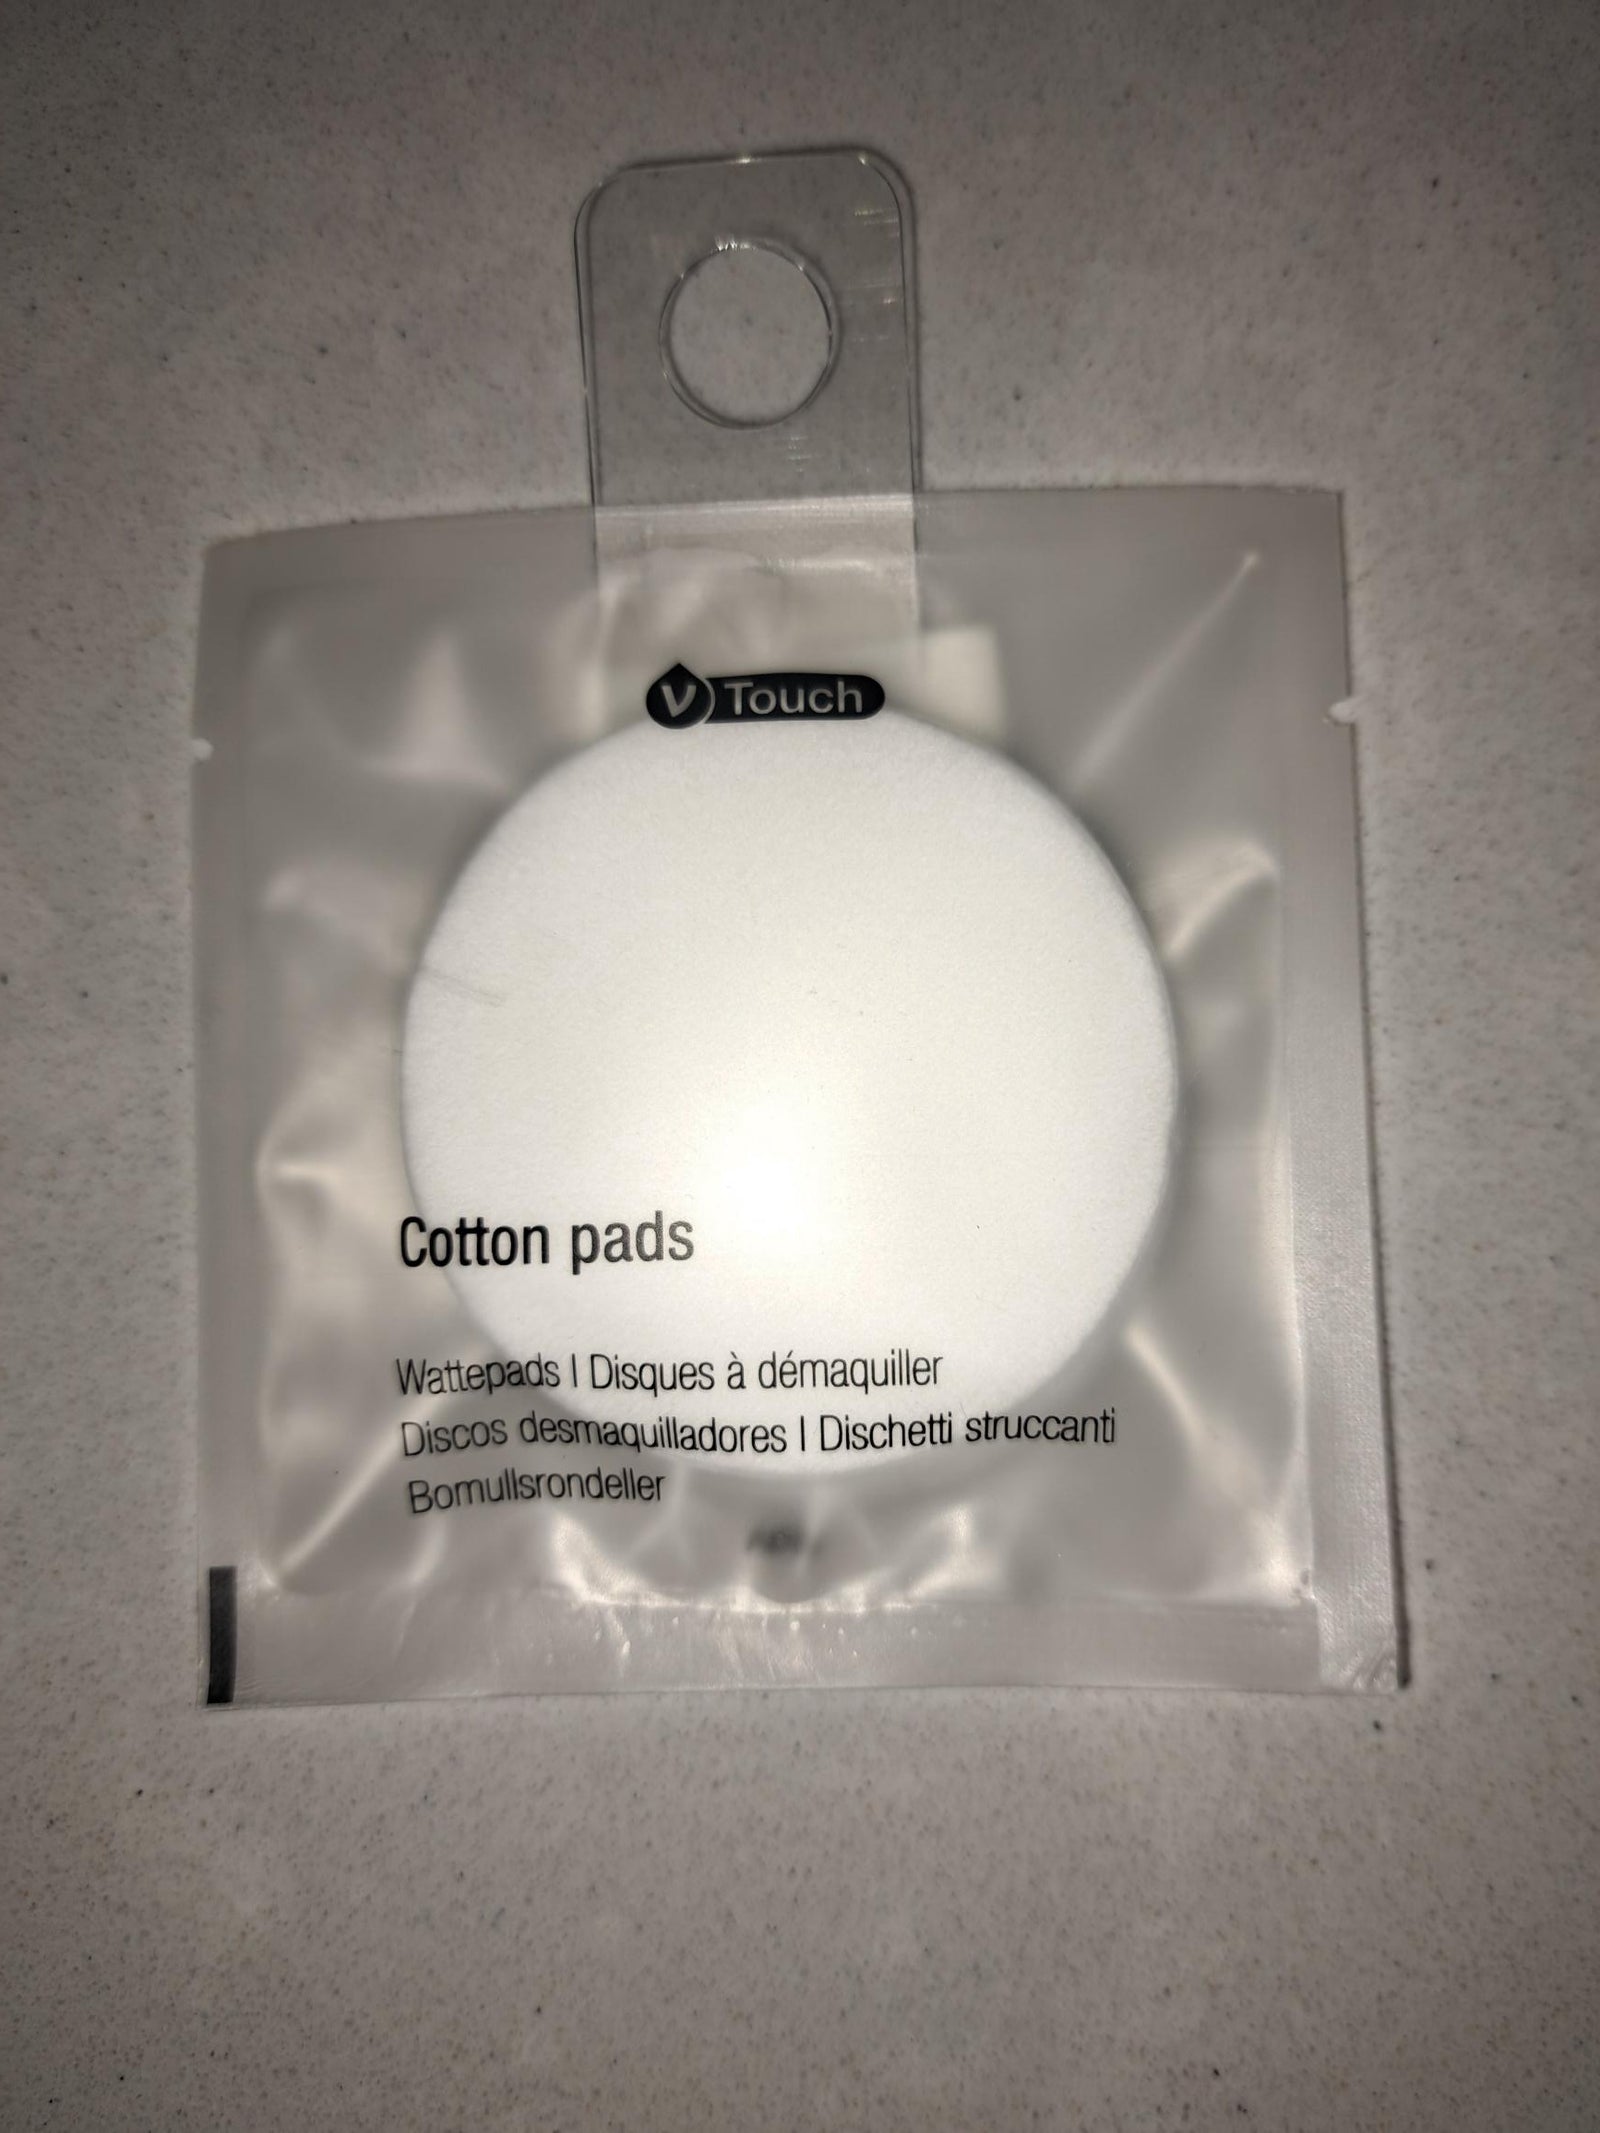 V Touch
Cotton pads
Wattepads | Disques à démaquiller
Discos desmaquilladores | Dischetti struccanti
Bomullsrondeller